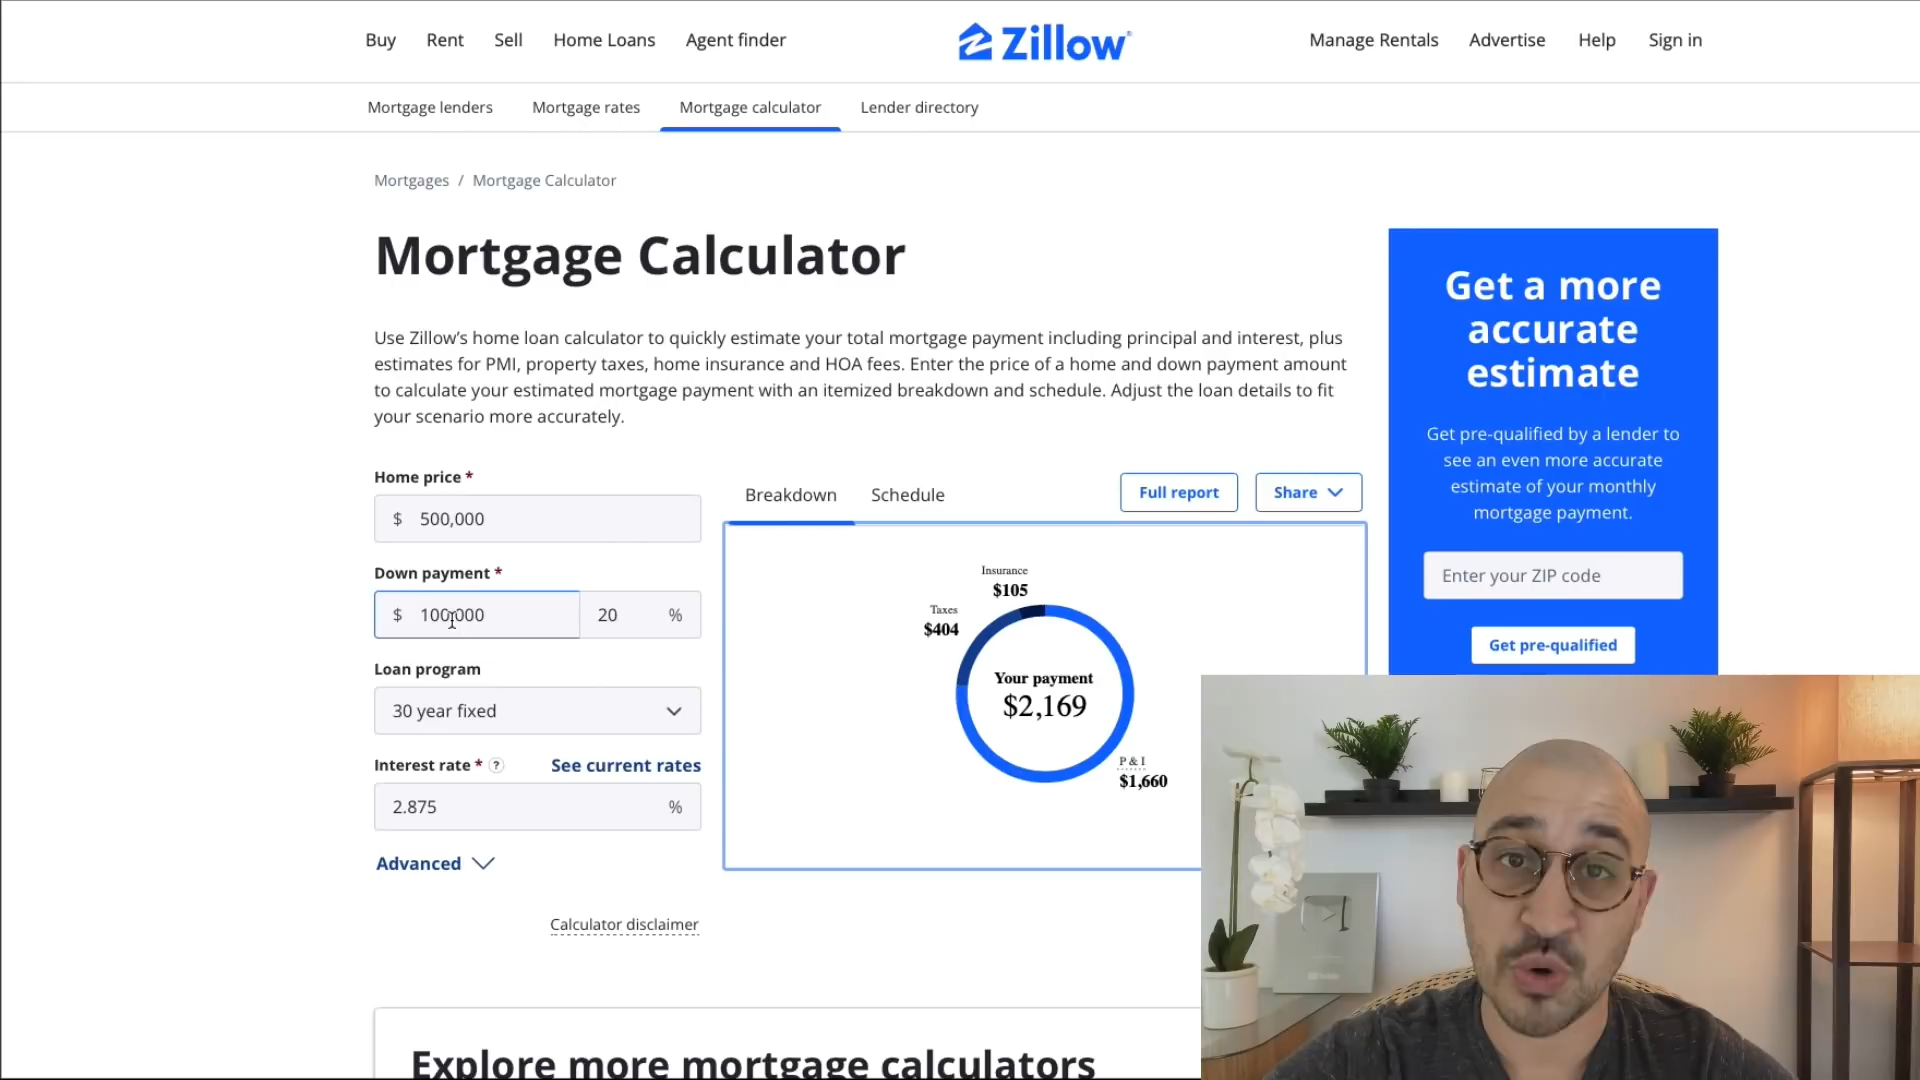 Buy Rent Sell Home Loans Agent finder
Zillow
Manage Rentals Advertise Help Sign in
Mortgage lenders Mortgage rates Mortgage calculator Lender directory
Mortgages / Mortgage Calculator
Mortgage Calculator
Use Zillow’s home loan calculator to quickly estimate your total mortgage payment including principal and interest, plus
estimates for PMI, property taxes, home insurance and HOA fees. Enter the price of a home and down payment amount
to calculate your estimated mortgage payment with an itemized breakdown and schedule. Adjust the loan details to fit
your scenario more accurately.
Home price *
$ 500,000
Down payment *
$ 100,000 20 %
Loan program
30 year fixed
Interest rate * ? See current rates
2.875 %
Advanced
Calculator disclaimer
Breakdown Schedule Full report Share
Insurance
$105
Taxes
$404
Your payment
$2,169
P & I
$1,660
Get a more
accurate
estimate
Get pre-qualified by a lender to
see an even more accurate
estimate of your monthly
mortgage payment.
Enter your ZIP code
Get pre-qualified
Explore more mortgage calculators